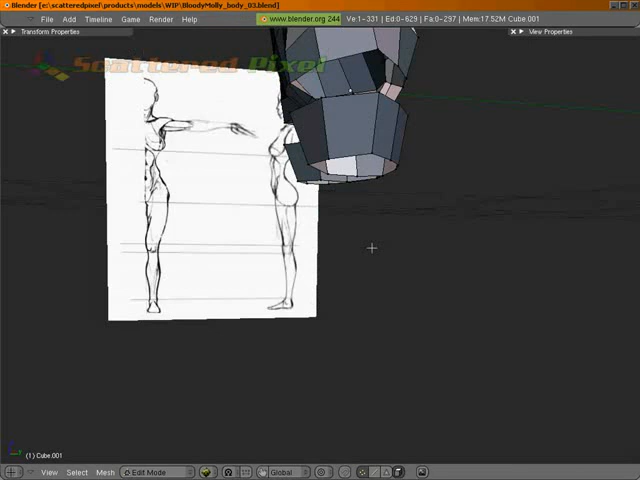 Blender [e:\scatteredpixel\products\models\WIP\BloodyMolly_body_03.blend]
File Add Timeline Game Render Help www.blender.org 244 Ve:1-331 | Ed:0-629 | Fa:0-297 | Mem:17.52M Cube.001
Transform Properties
View Properties
Scattered Pixel
(1) Cube.001
View Select Mesh Edit Mode Global